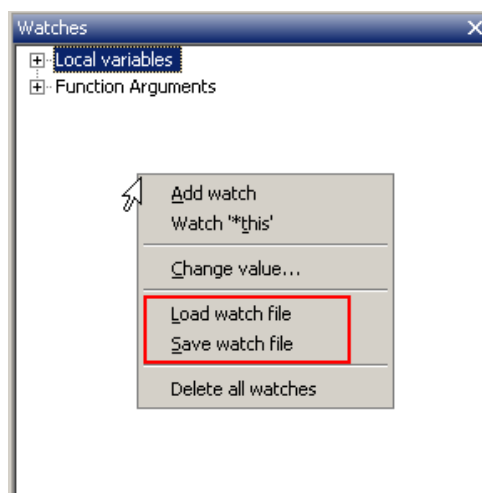 Watches
Local variables
Function Arguments
Add watch
Watch '*this'
Change value...
Load watch file
Save watch file
Delete all watches